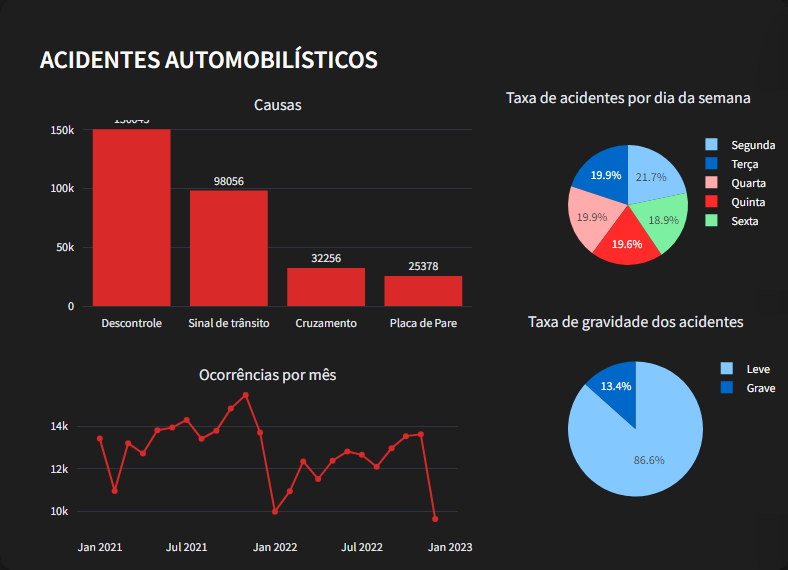 ACIDENTES AUTOMOBILÍSTICOS
Causas
150k
100k
50k
0
98056
32256
25378
Descontrole
Sinal de trânsito
Cruzamento
Placa de Pare
Taxa de acidentes por dia da semana
19.9%
21.7%
19.9%
18.9%
19.6%
Segunda
Terça
Quarta
Quinta
Sexta
Ocorrências por mês
14k
12k
10k
Jan 2021
Jul 2021
Jan 2022
Jul 2022
Jan 2023
Taxa de gravidade dos acidentes
13.4%
86.6%
Leve
Grave